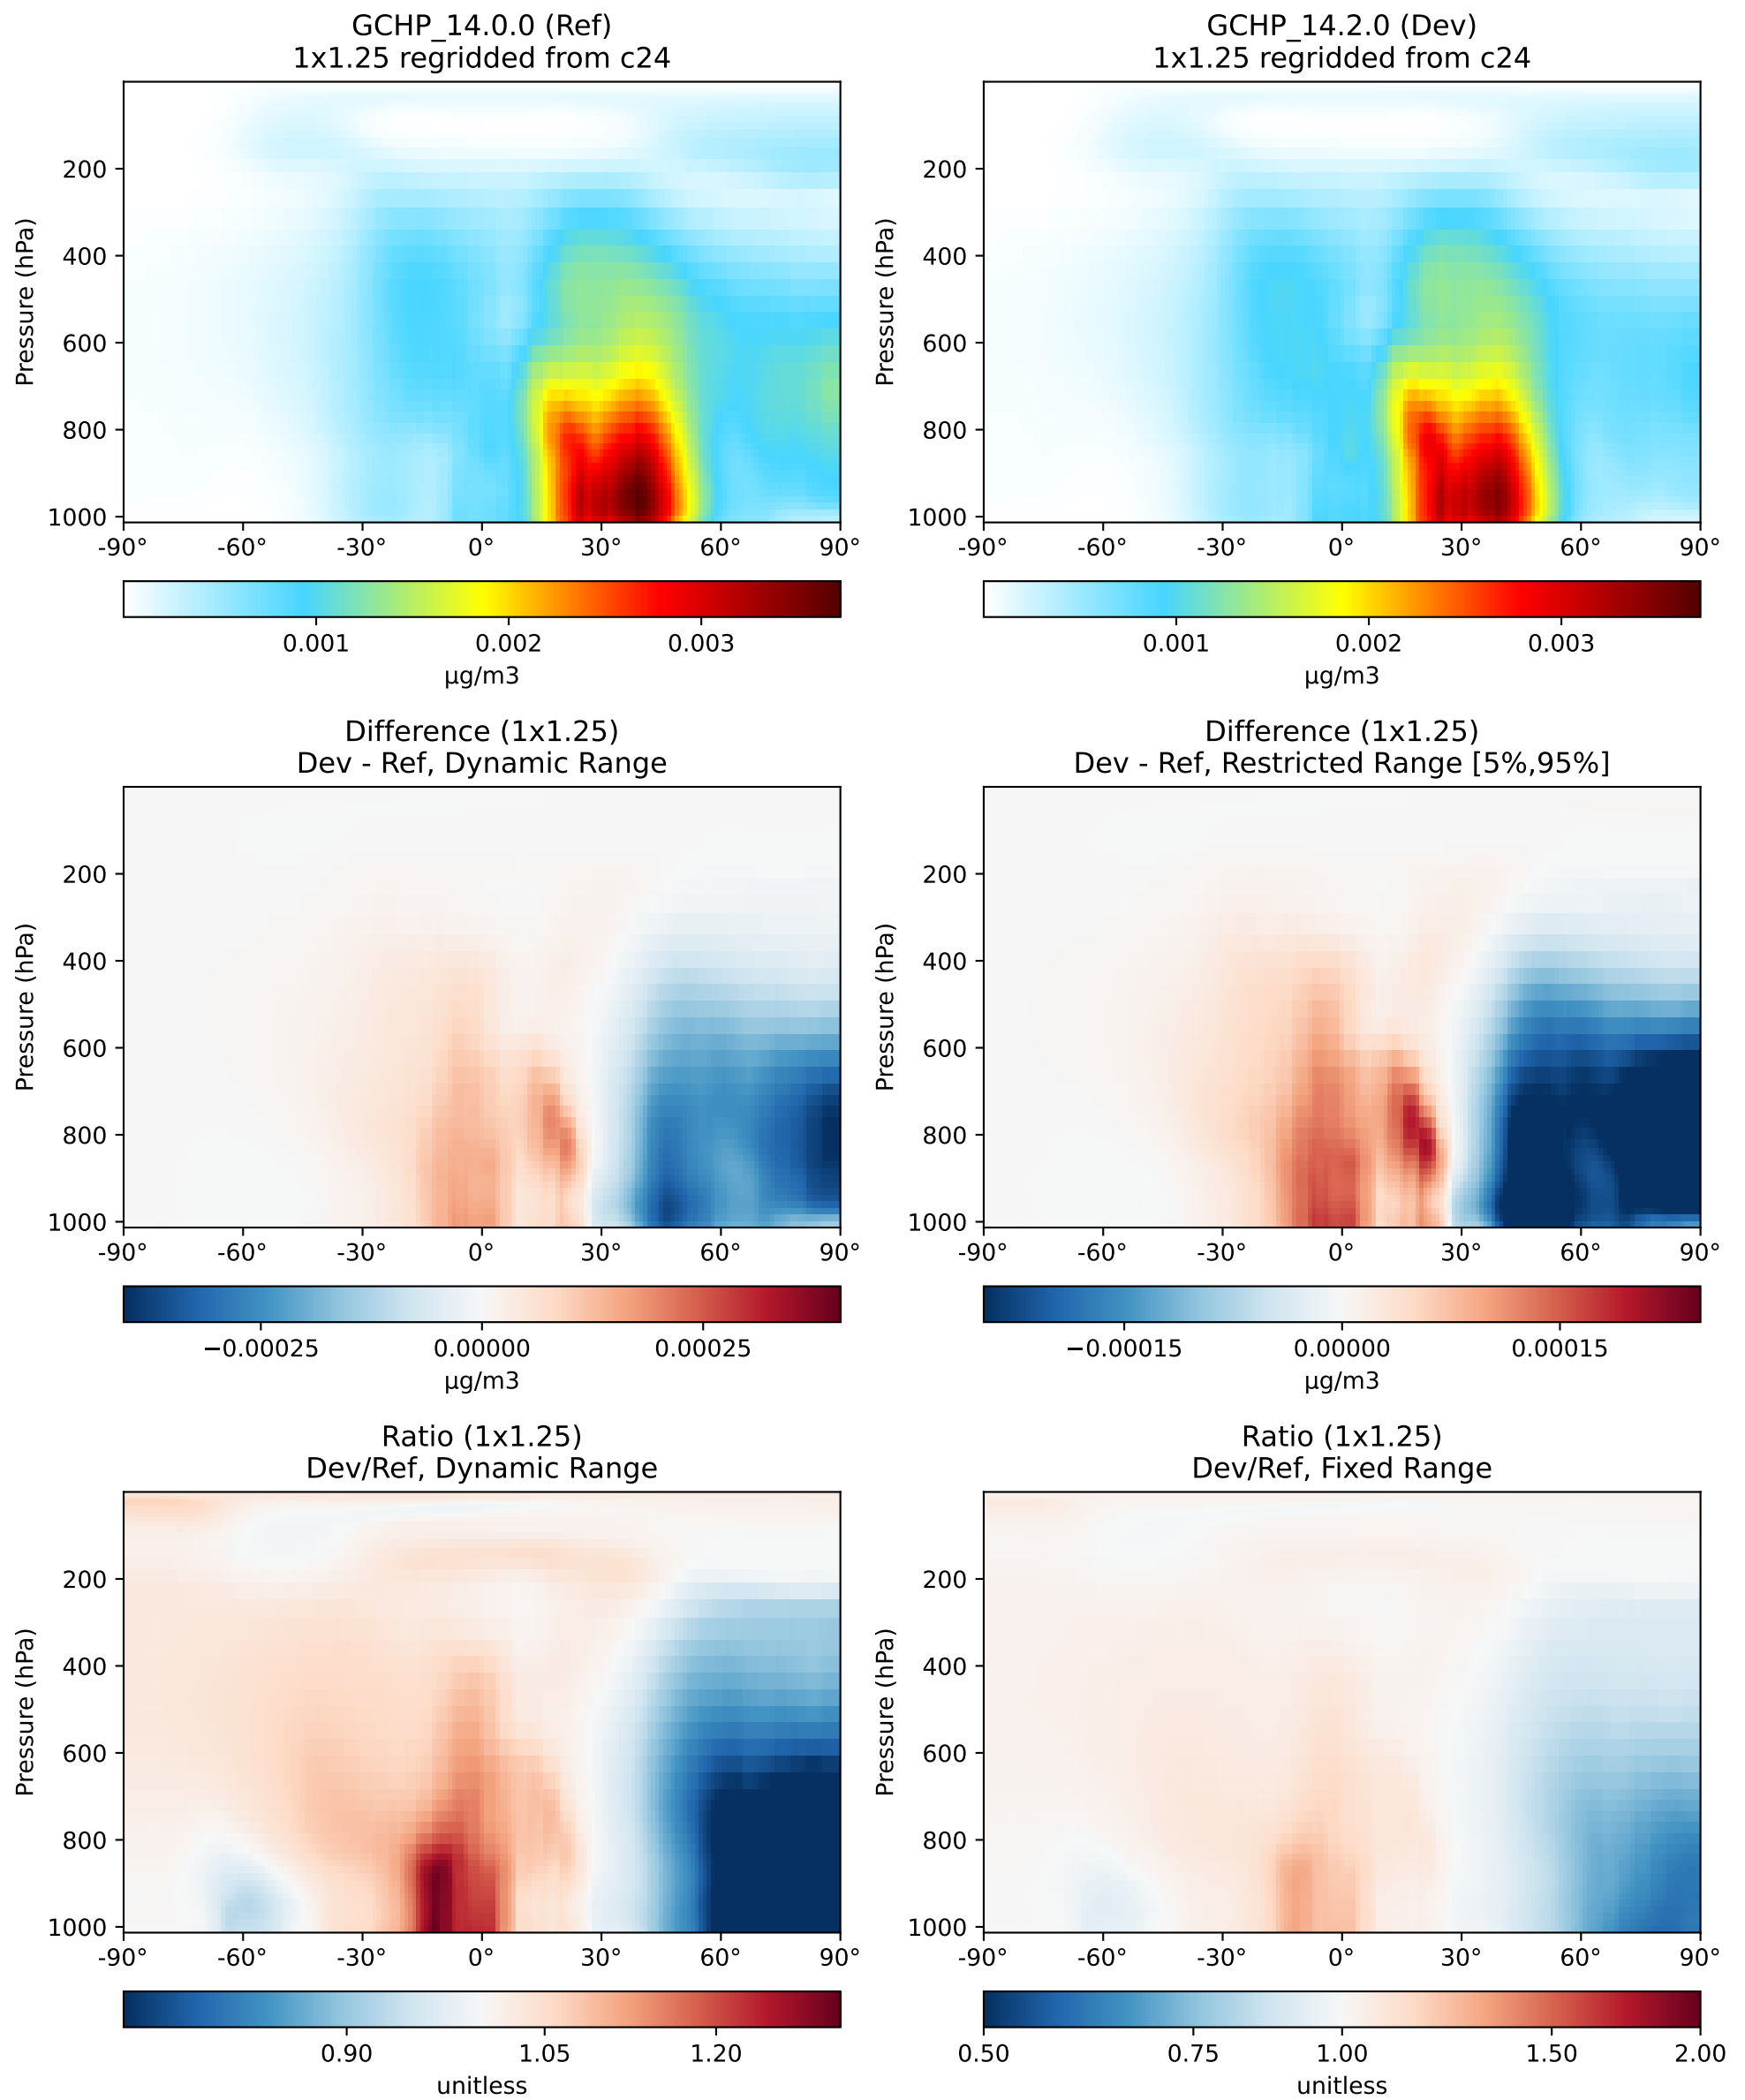 GCHP_14.0.0 (Ref)
1x1.25 regridded from c24
Pressure (hPa)
200
400
600
800
1000
-90° -60° -30° 0° 30° 60° 90°
0.001 0.002 0.003
μg/m3
GCHP_14.2.0 (Dev)
1x1.25 regridded from c24
Pressure (hPa)
200
400
600
800
1000
-90° -60° -30° 0° 30° 60° 90°
0.001 0.002 0.003
μg/m3
Difference (1x1.25)
Dev - Ref, Dynamic Range
Pressure (hPa)
200
400
600
800
1000
-90° -60° -30° 0° 30° 60° 90°
−0.00025 0.00000 0.00025
μg/m3
Difference (1x1.25)
Dev - Ref, Restricted Range [5%,95%]
Pressure (hPa)
200
400
600
800
1000
-90° -60° -30° 0° 30° 60° 90°
−0.00015 0.00000 0.00015
μg/m3
Ratio (1x1.25)
Dev/Ref, Dynamic Range
Pressure (hPa)
200
400
600
800
1000
-90° -60° -30° 0° 30° 60° 90°
0.90 1.05 1.20
unitless
Ratio (1x1.25)
Dev/Ref, Fixed Range
Pressure (hPa)
200
400
600
800
1000
-90° -60° -30° 0° 30° 60° 90°
0.50 0.75 1.00 1.50 2.00
unitless